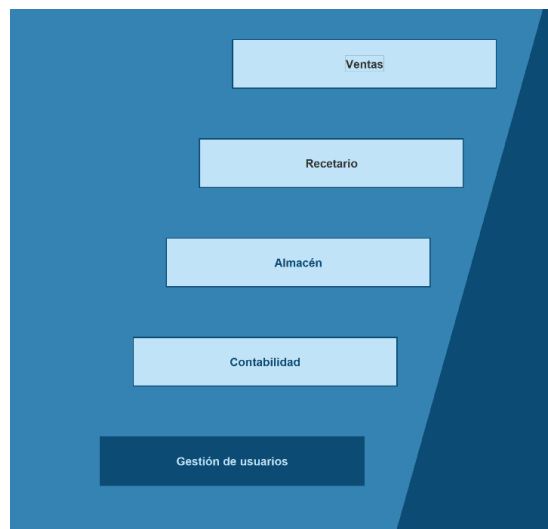 Ventas
Recetario
Almacén
Contabilidad
Gestión de usuarios